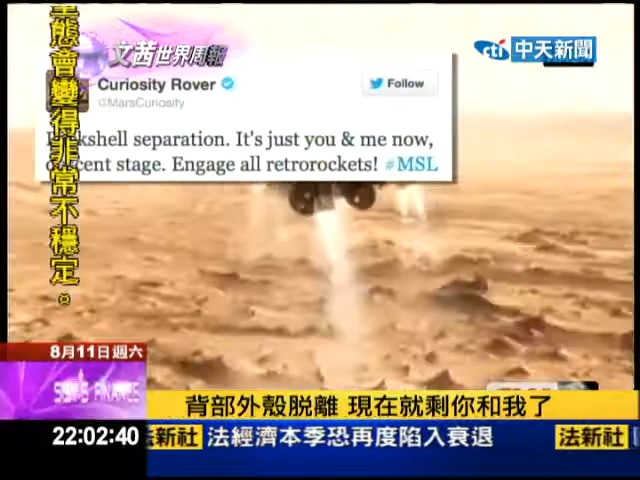 文茜世界周報
cti 中天新聞
Curiosity Rover
@MarsCuriosity
Follow
shell separation. It's just you & me now,
cent stage. Engage all retrorockets! #MSL
態會變得非常不穩定。
8月11日週六
背部外殼脫離 現在就剩你和我了
22:02:40
法新社 法經濟本季恐再度陷入衰退 法新社